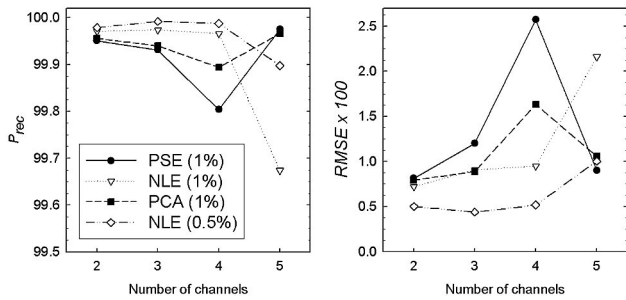 100.0
99.9
99.8
99.7
99.6
99.5
P_rec
PSE (1%)
NLE (1%)
PCA (1%)
NLE (0.5%)
2 3 4 5
Number of channels
2.5
2.0
1.5
1.0
0.5
0.0
RMSE x 100
2 3 4 5
Number of channels